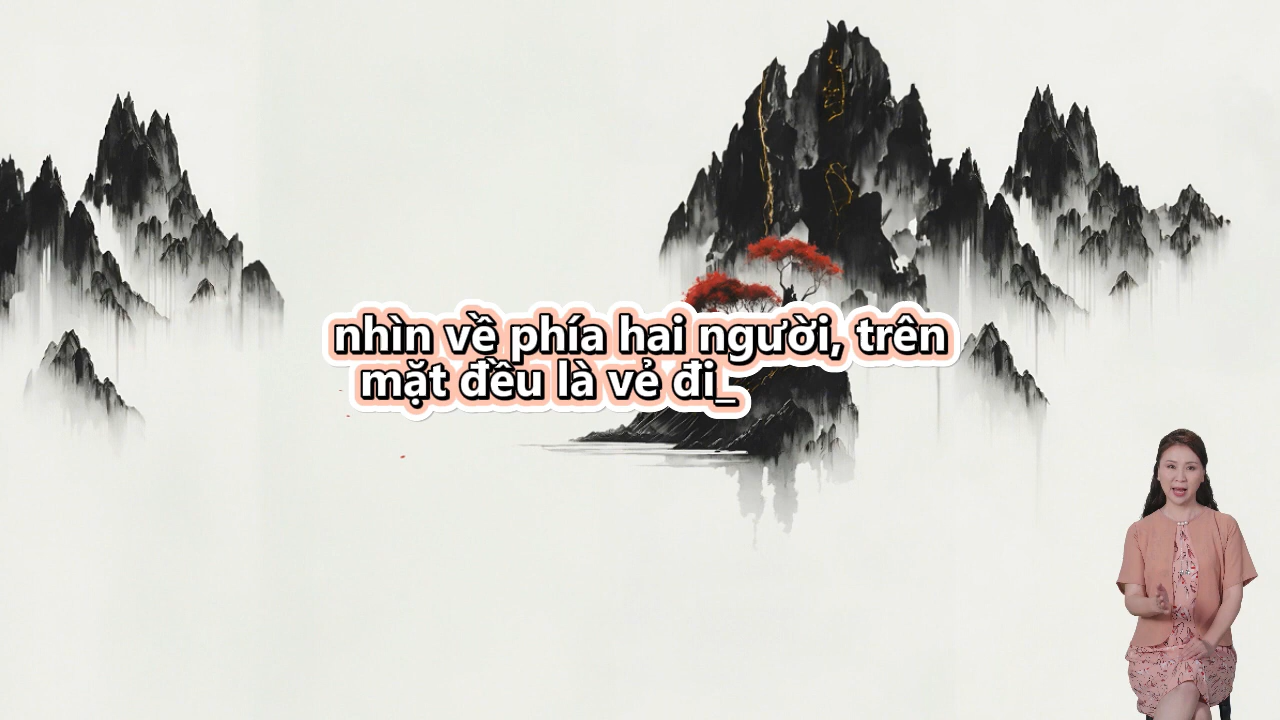 nhìn về phía hai người, trên
mặt đều là vẻ đi_